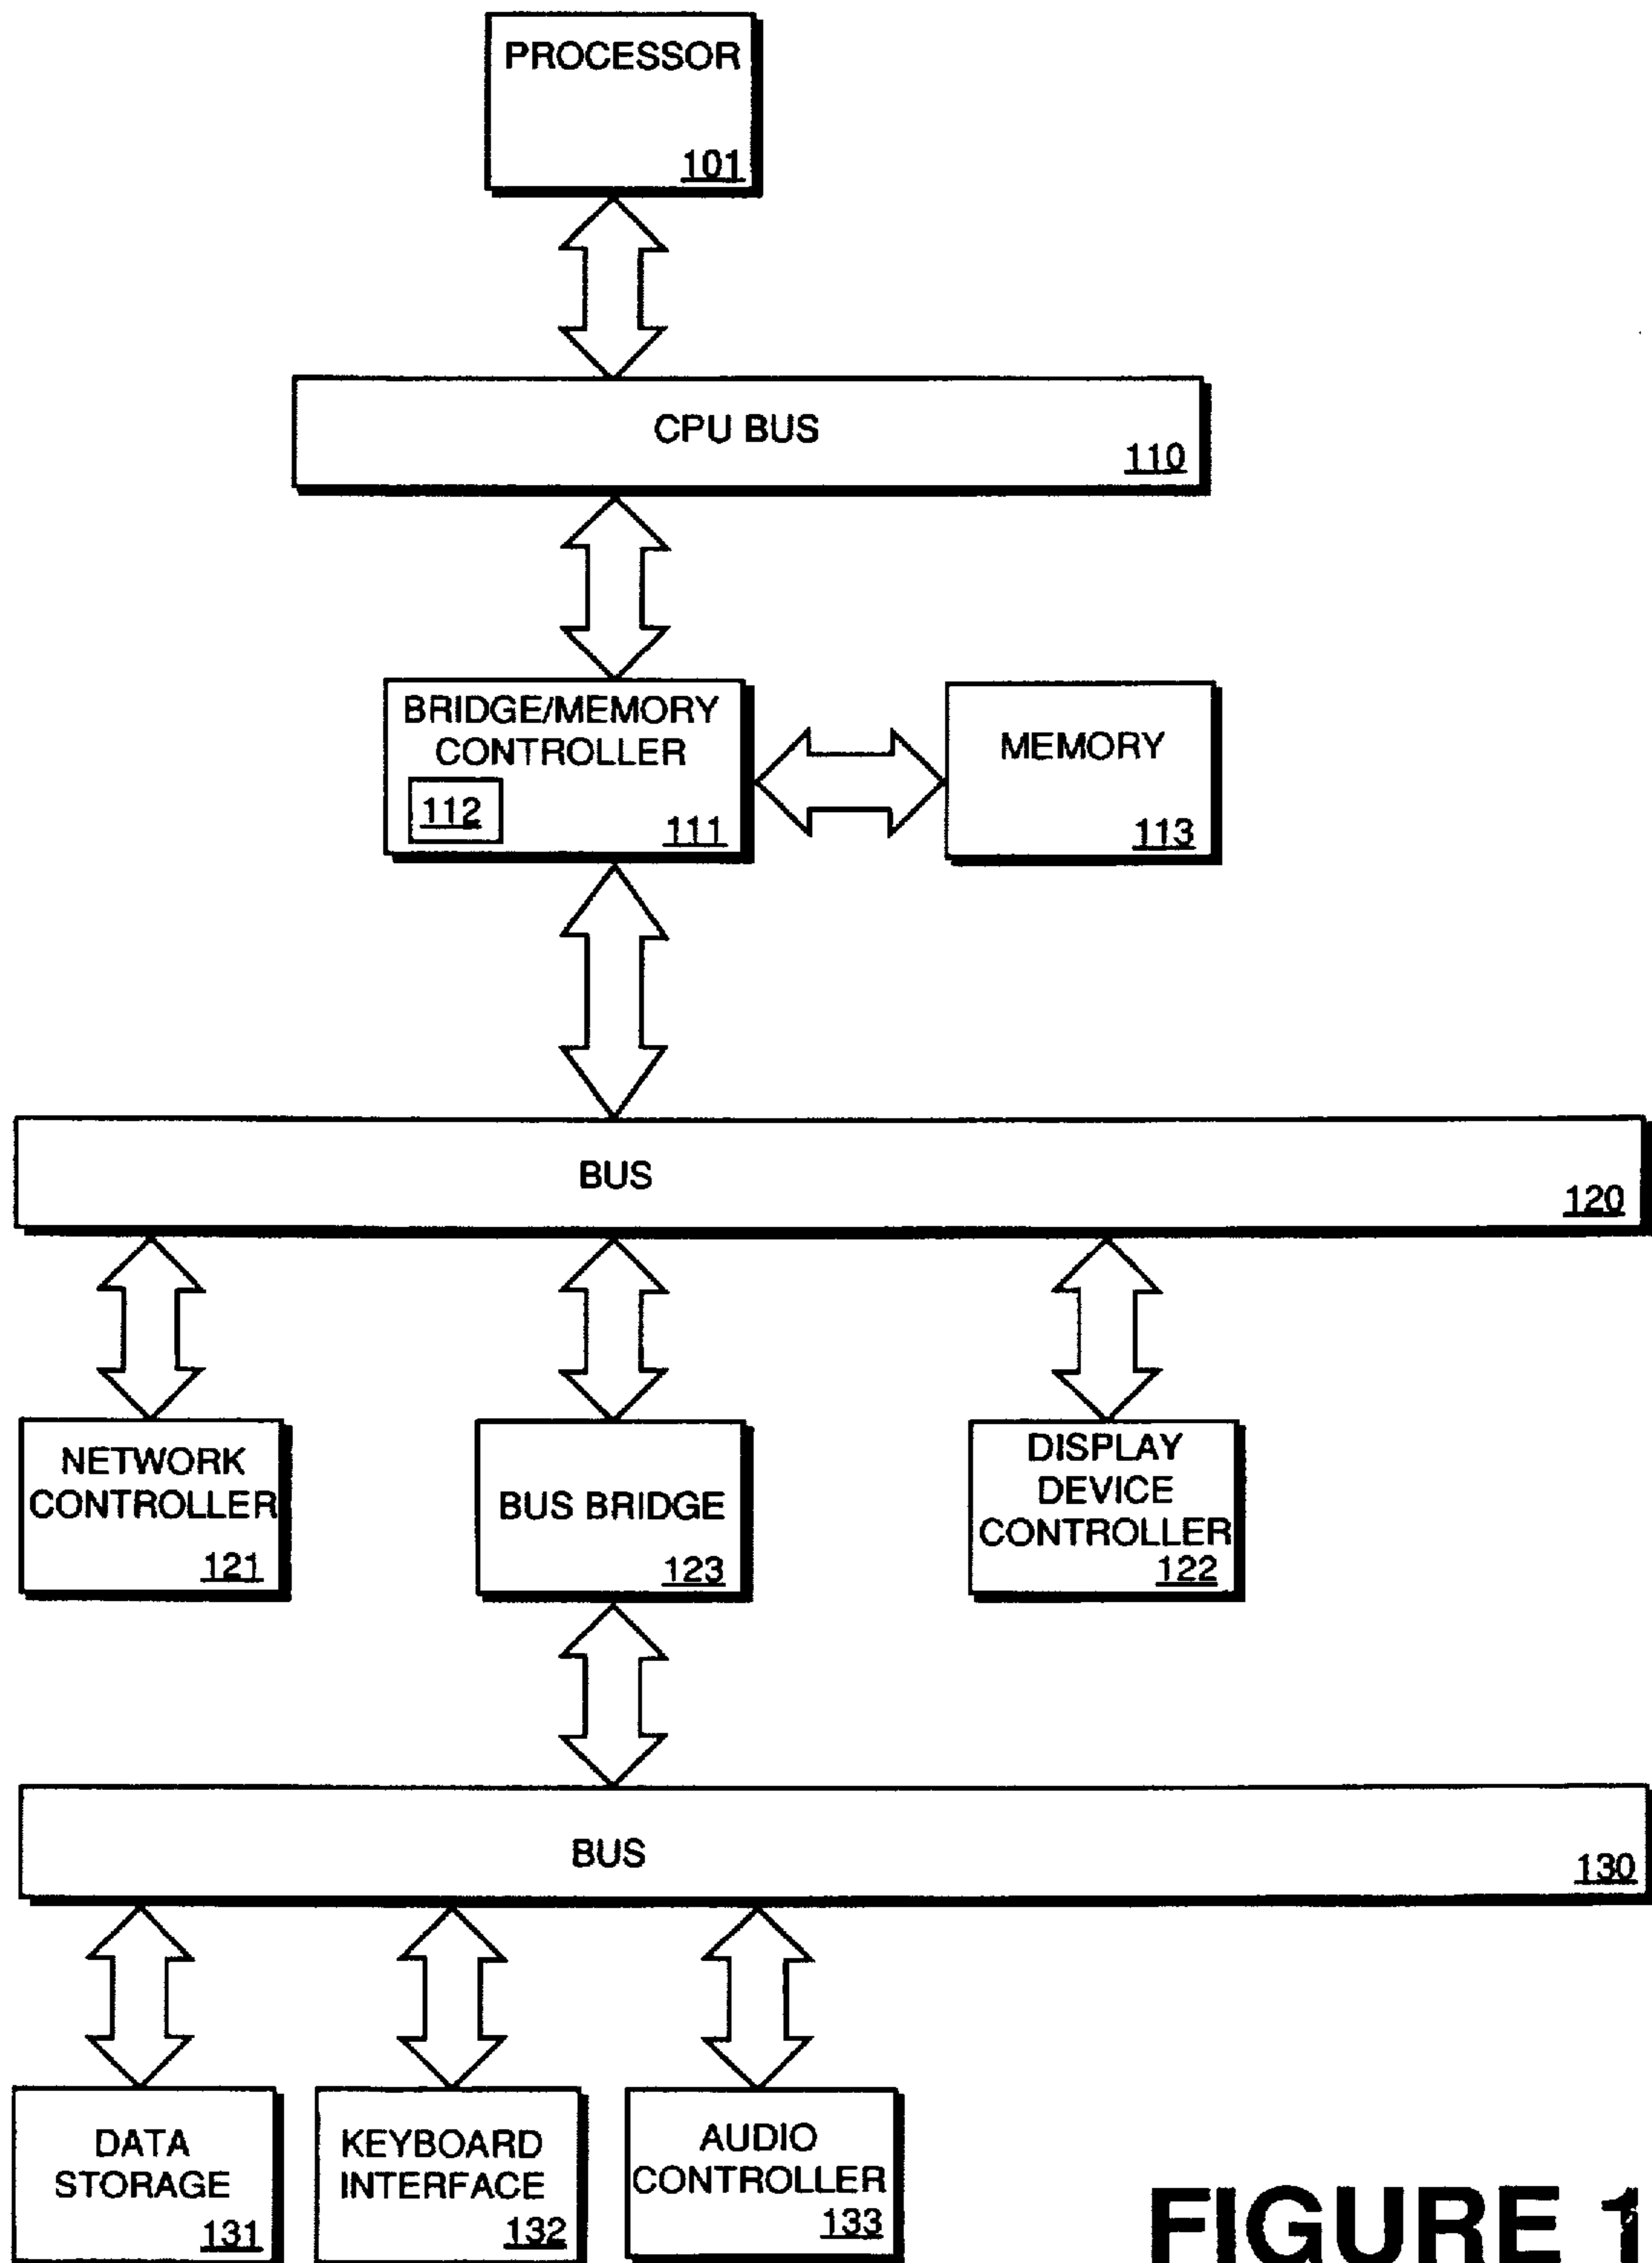 PROCESSOR
101
CPU BUS
110
BRIDGE/MEMORY
CONTROLLER
112
111
MEMORY
113
BUS
120
NETWORK
CONTROLLER
121
BUS BRIDGE
123
DISPLAY
DEVICE
CONTROLLER
122
BUS
130
DATA
STORAGE
131
KEYBOARD
INTERFACE
132
AUDIO
CONTROLLER
133
FIGURE 1